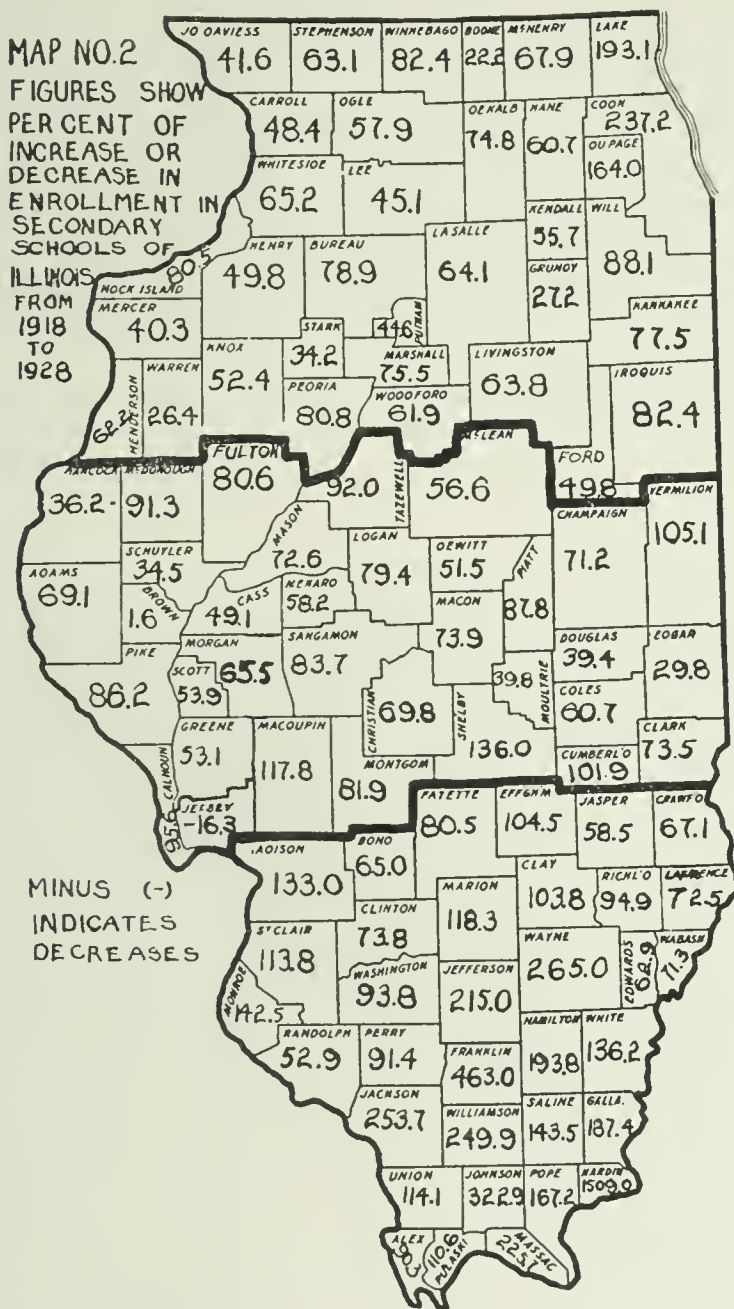 MAP NO.2
FIGURES SHOW
PER CENT OF
INCREASE OR
DECREASE IN
ENROLLMENT IN
SECONDARY
SCHOOLS OF
ILLINOIS
FROM
1918
TO
1928
JO DAVIESS
41.6
STEPHENSON
63.1
WINNEBAGO
82.4
BOONE
22.2
McHENRY
67.9
LAKE
193.1
CARROLL
48.4
OGLE
57.9
DEKALB
74.8
KANE
60.7
COOK
237.2
DUPAGE
164.0
WHITESIDE
65.2
LEE
45.1
KENDALL
55.7
WILL
88.1
ROCK ISLAND
80.5
HENRY
49.8
BUREAU
78.9
LASALLE
64.1
GRUNDY
27.2
KANKAKEE
77.5
MERCER
40.3
STARK
34.2
44.6
PUTNAM
MARSHALL
75.5
LIVINGSTON
63.8
IROQUIS
82.4
HENDERSON
62.2
WARREN
26.4
KNOX
52.4
PEORIA
80.8
WOODFORD
61.9
FORD
49.8
HANCOCK
36.2-
McDONOUGH
91.3
FULTON
80.6
92.0
TAZEWELL
McLEAN
56.6
CHAMPAIGN
71.2
VERMILION
105.1
SCHUYLER
34.5
MASON
72.6
LOGAN
79.4
DEWITT
51.5
PIATT
87.8
ADAMS
69.1
BROWN
1.6
CASS
49.1
MENARD
58.2
MACON
73.9
DOUGLAS
39.4
EDGAR
29.8
PIKE
86.2
MORGAN
65.5
SCOTT
53.9
SANGAMON
83.7
CHRISTIAN
69.8
SHELBY
136.0
39.8
MOULTRIE
COLES
60.7
CLARK
73.5
GREENE
53.1
MACOUPIN
117.8
MONTGOM
81.9
CUMBERL'D
101.9
CALHOUN
95.6
JERSEY
-16.3
FAYETTE
80.5
EFFGH'M
104.5
JASPER
58.5
CRAWFO
67.1
MINUS (-)
INDICATES
DECREASES
ADISON
133.0
BOND
65.0
CLAY
103.8
RICHL'D
94.9
LAWRENCE
72.5
MARION
118.3
CLINTON
73.8
ST CLAIR
113.8
WAYNE
265.0
EDWARDS
62.9
WABASH
71.3
WASHINGTON
93.8
JEFFERSON
215.0
MONROE
142.5
RANDOLPH
52.9
PERRY
91.4
HAMILTON
193.8
WHITE
136.2
FRANKLIN
463.0
JACKSON
253.7
WILLIAMSON
249.9
SALINE
143.5
GALLA.
187.4
UNION
114.1
JOHNSON
322.9
POPE
167.2
HARDIN
1509.0
ALEX
90.3
110.6
PULASKI
MASSAC
225.7